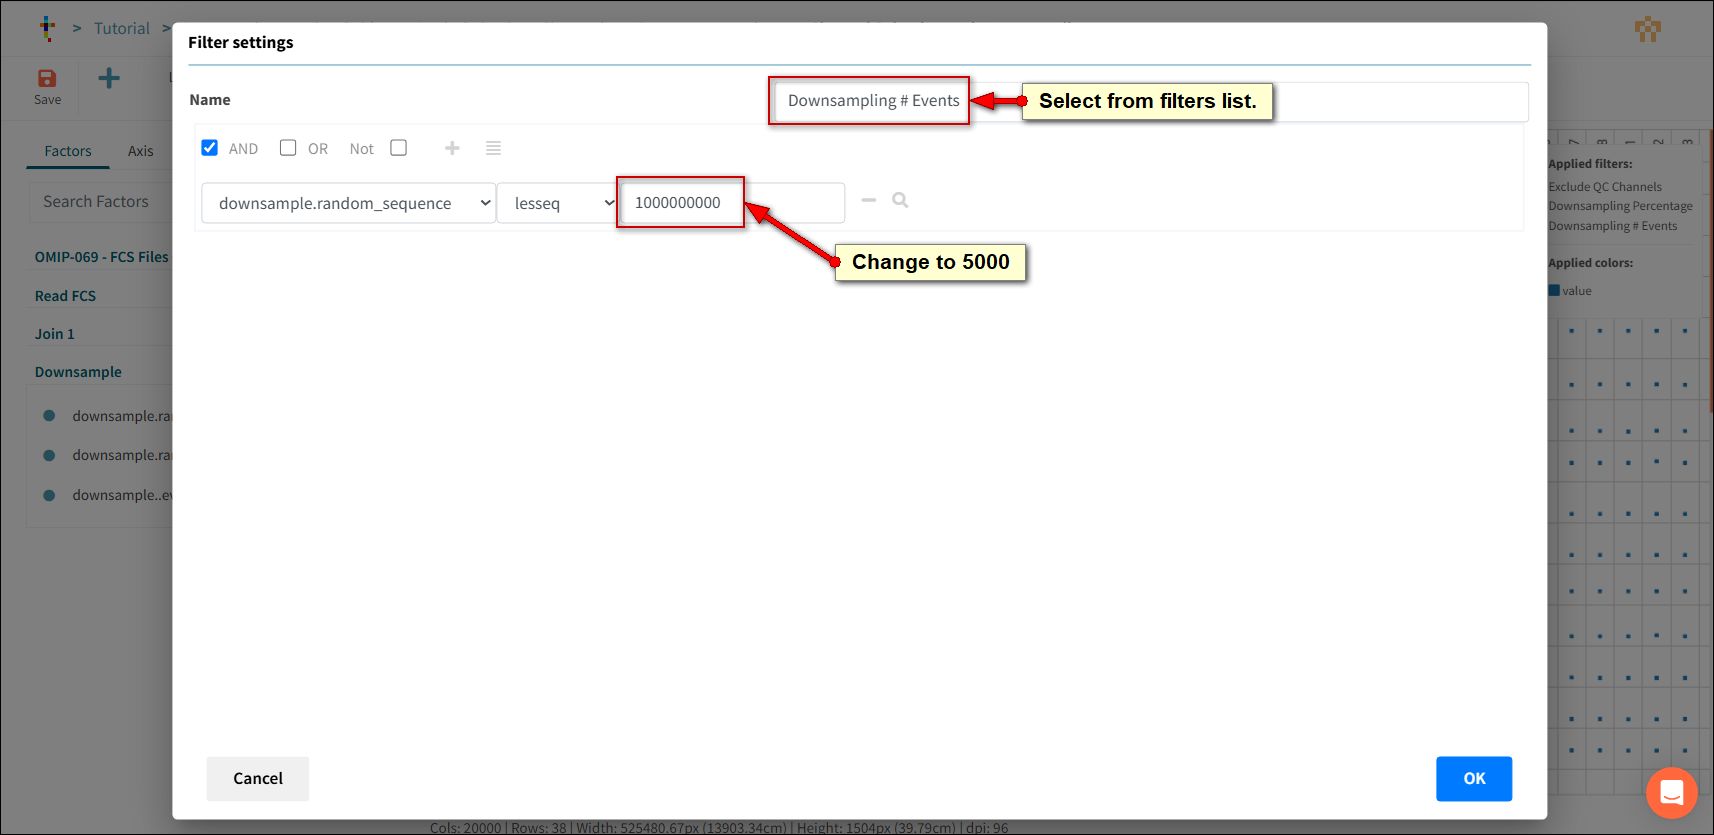 > Tutorial >
Filter settings
Save
Name
Downsampling # Events
Select from filters list.
Factors
Axis
AND
OR
Not
Search Factors
downsample.random_sequence
lesseq
1000000000
Change to 5000
OMIP-069 - FCS Files
Read FCS
Join 1
Downsample
downsample.ra
downsample.ra
downsample..ev
Applied filters:
Exclude QC Channels
Downsampling Percentage
Downsampling # Events
Applied colors:
value
Cancel
OK
Cols: 20000 | Rows: 38 | Width: 525480.67px (13903.34cm) | Height: 1504px (39.79cm) | dpi: 96